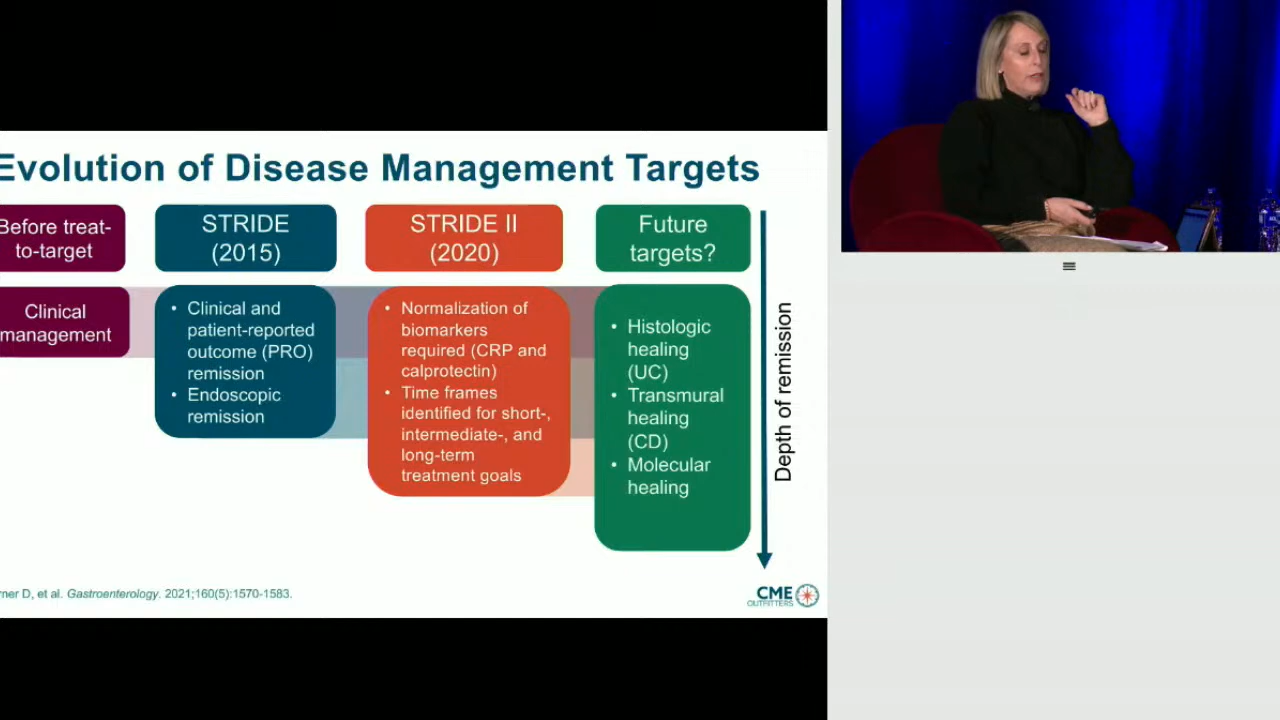 Evolution of Disease Management Targets
Before treat-
to-target
STRIDE
(2015)
STRIDE II
(2020)
Future
targets?
Clinical
management
• Clinical and
patient-reported
outcome (PRO)
remission
• Endoscopic
remission
• Normalization of
biomarkers
required (CRP and
calprotectin)
• Time frames
identified for short-,
intermediate-, and
long-term
treatment goals
• Histologic
healing
(UC)
• Transmural
healing
(CD)
• Molecular
healing
Depth of remission
rner D, et al. Gastroenterology. 2021;160(5):1570-1583.
CME
OUTFITTERS